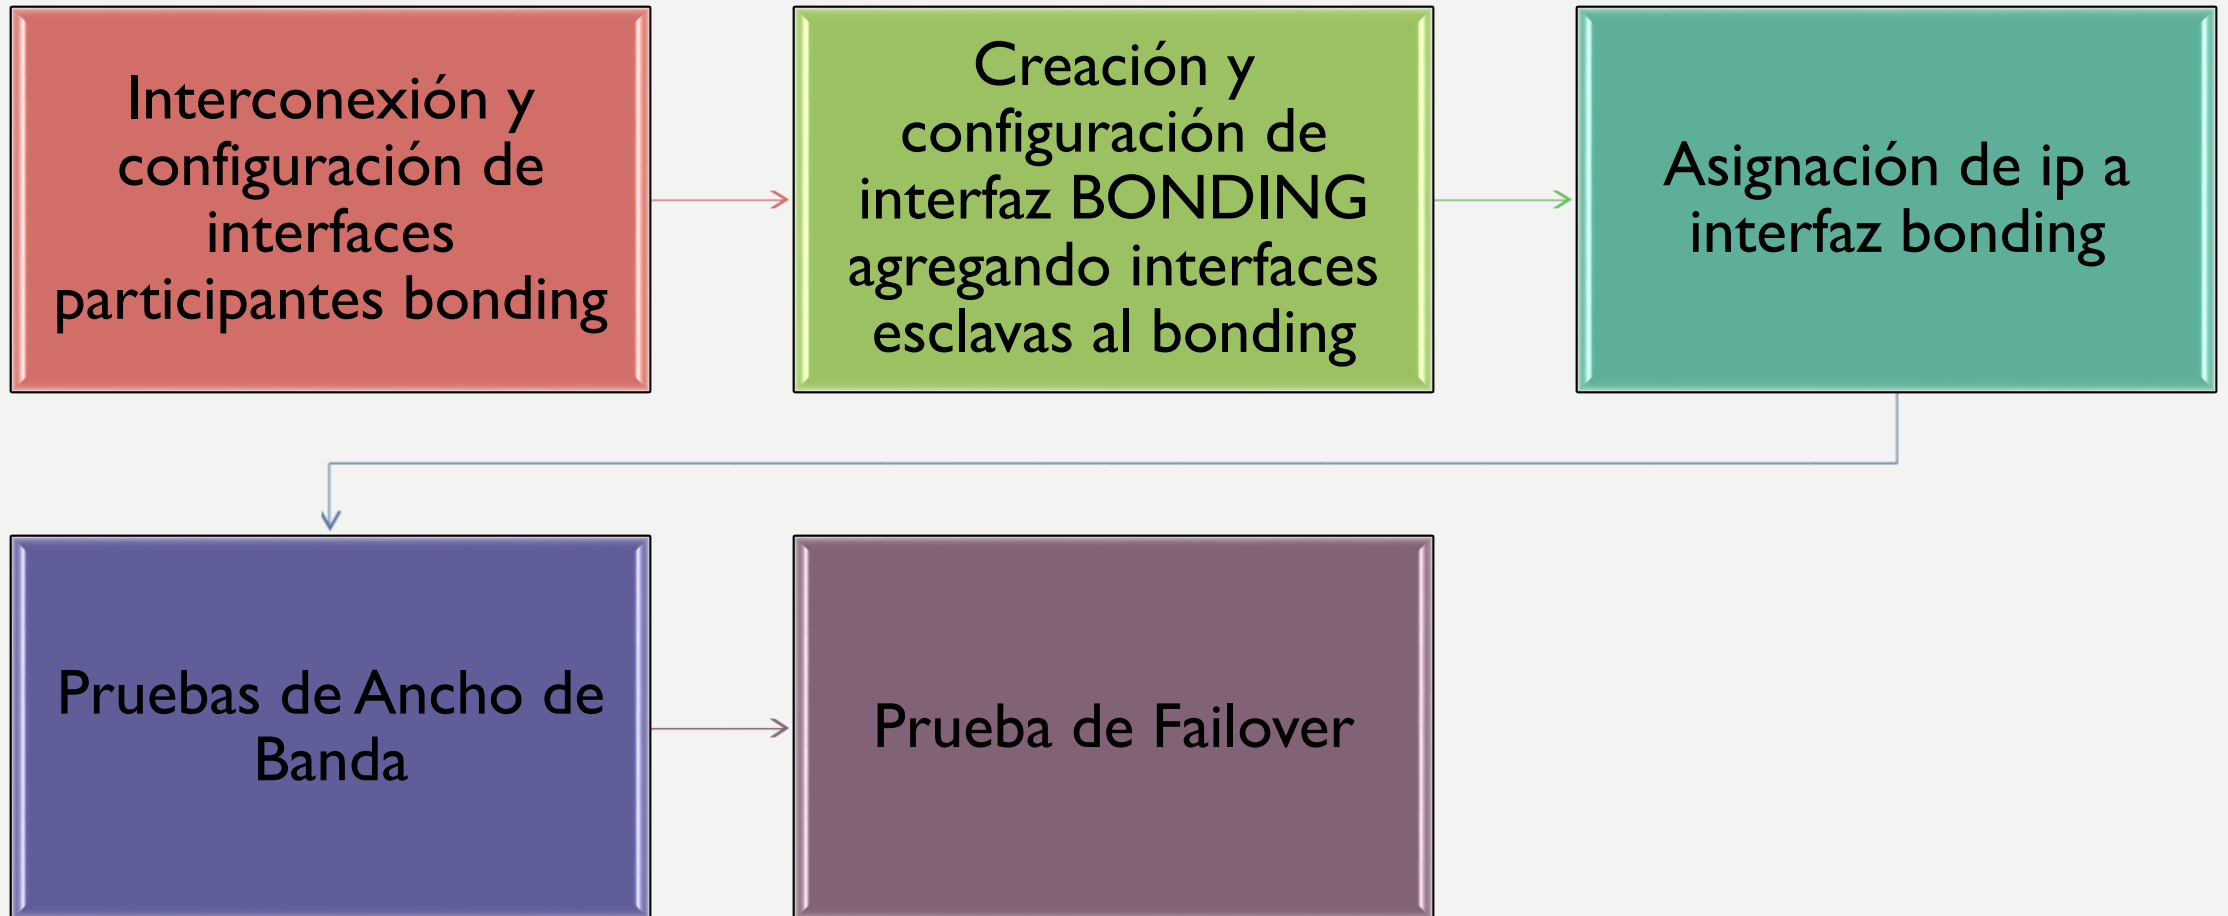 Interconexión y
configuración de
interfaces
participantes bonding
Creación y
configuración de
interfaz BONDING
agregando interfaces
esclavas al bonding
Asignación de ip a
interfaz bonding
Pruebas de Ancho de
Banda
Prueba de Failover